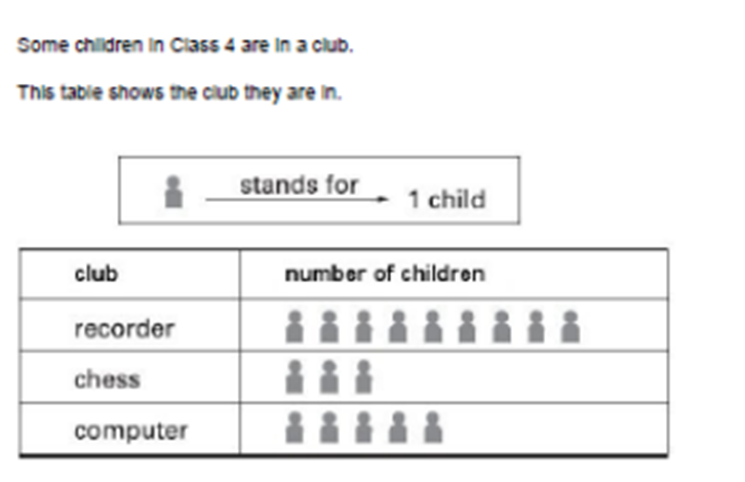 Some children in Class 4 are in a club.
This table shows the club they are in.
stands for
1 child
club number of children
recorder
chess
computer